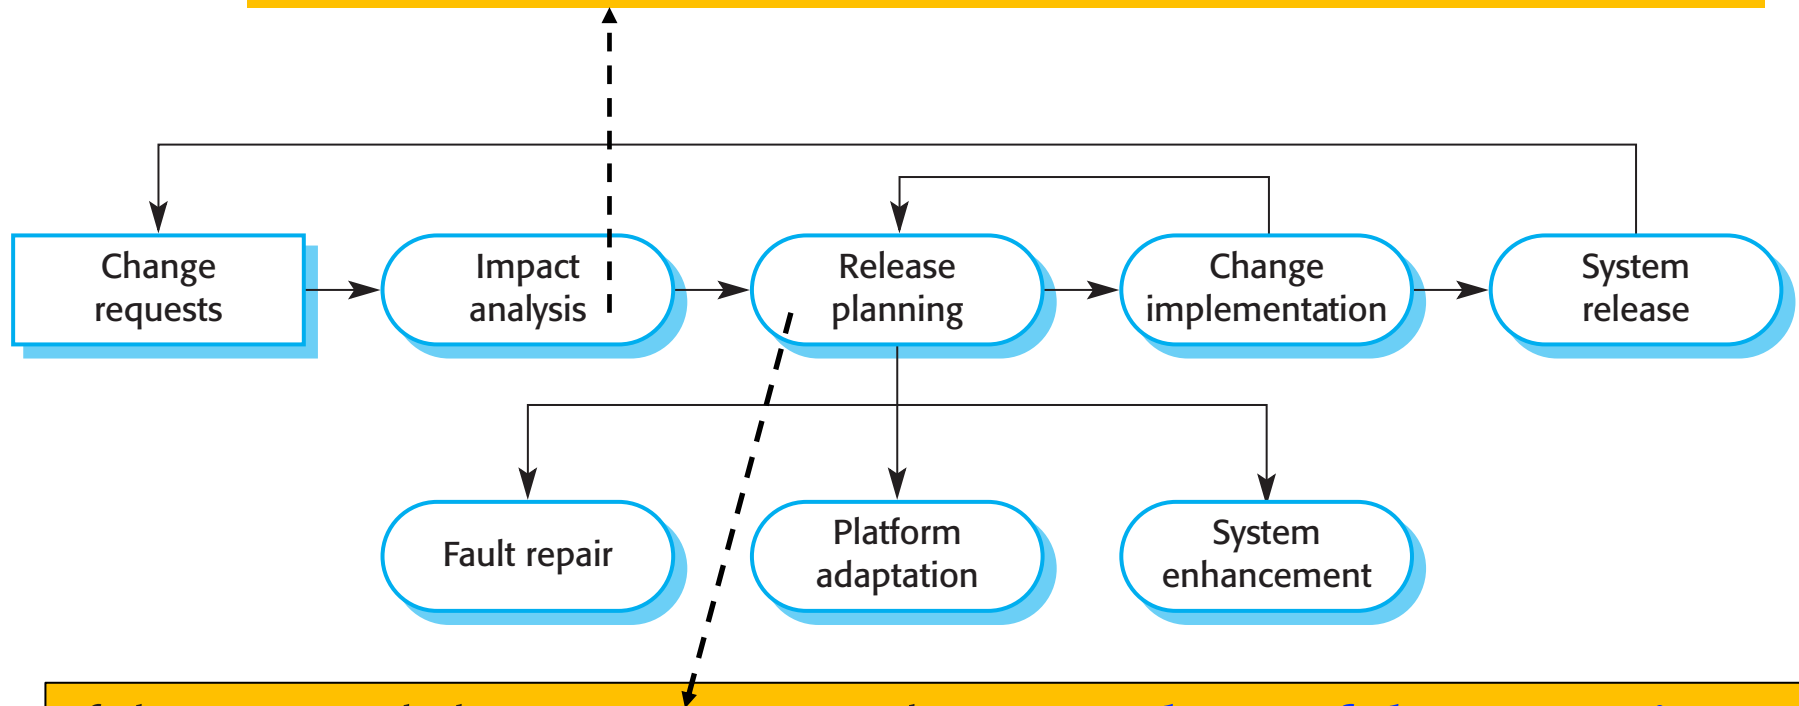 Change
requests
Impact
analysis
Release
planning
Change
implementation
System
release
Fault repair
Platform
adaptation
System
enhancement